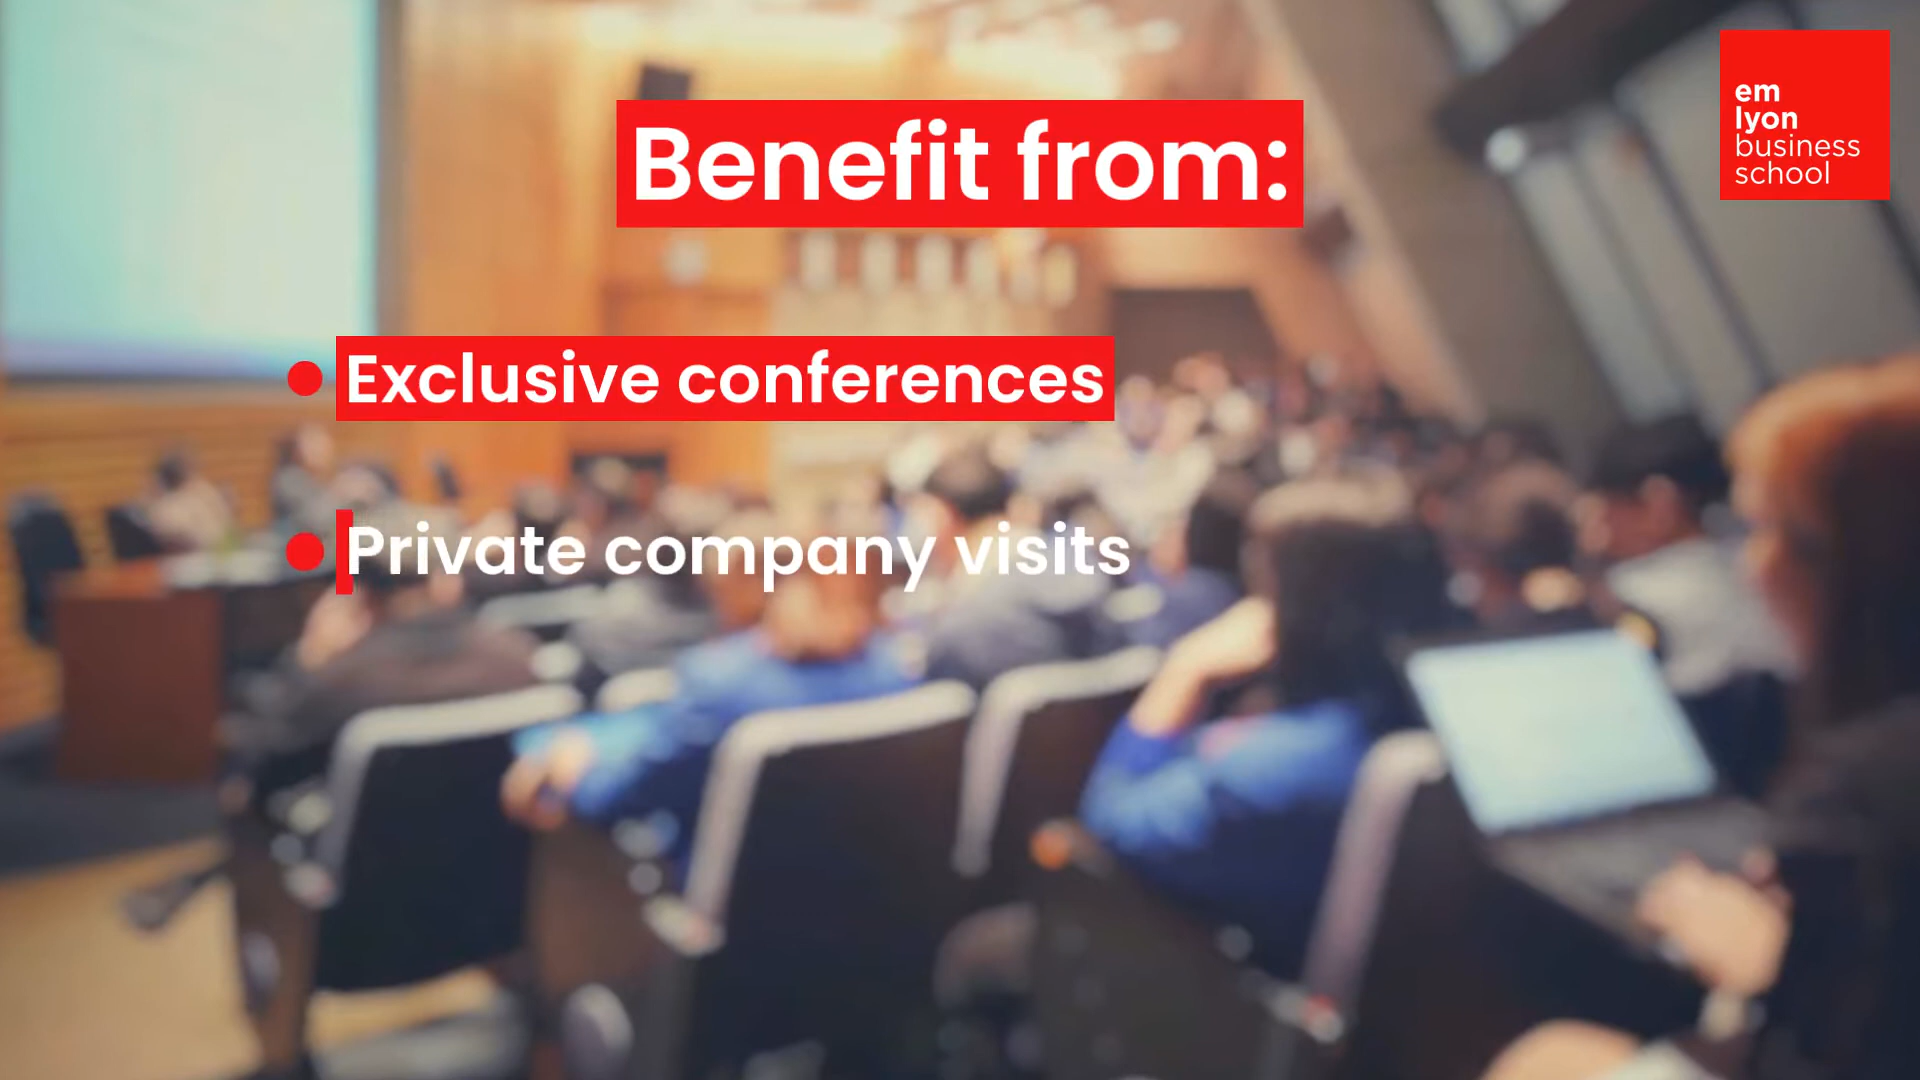 Benefit from:
em
lyon
business
school
Exclusive conferences
Private company visits